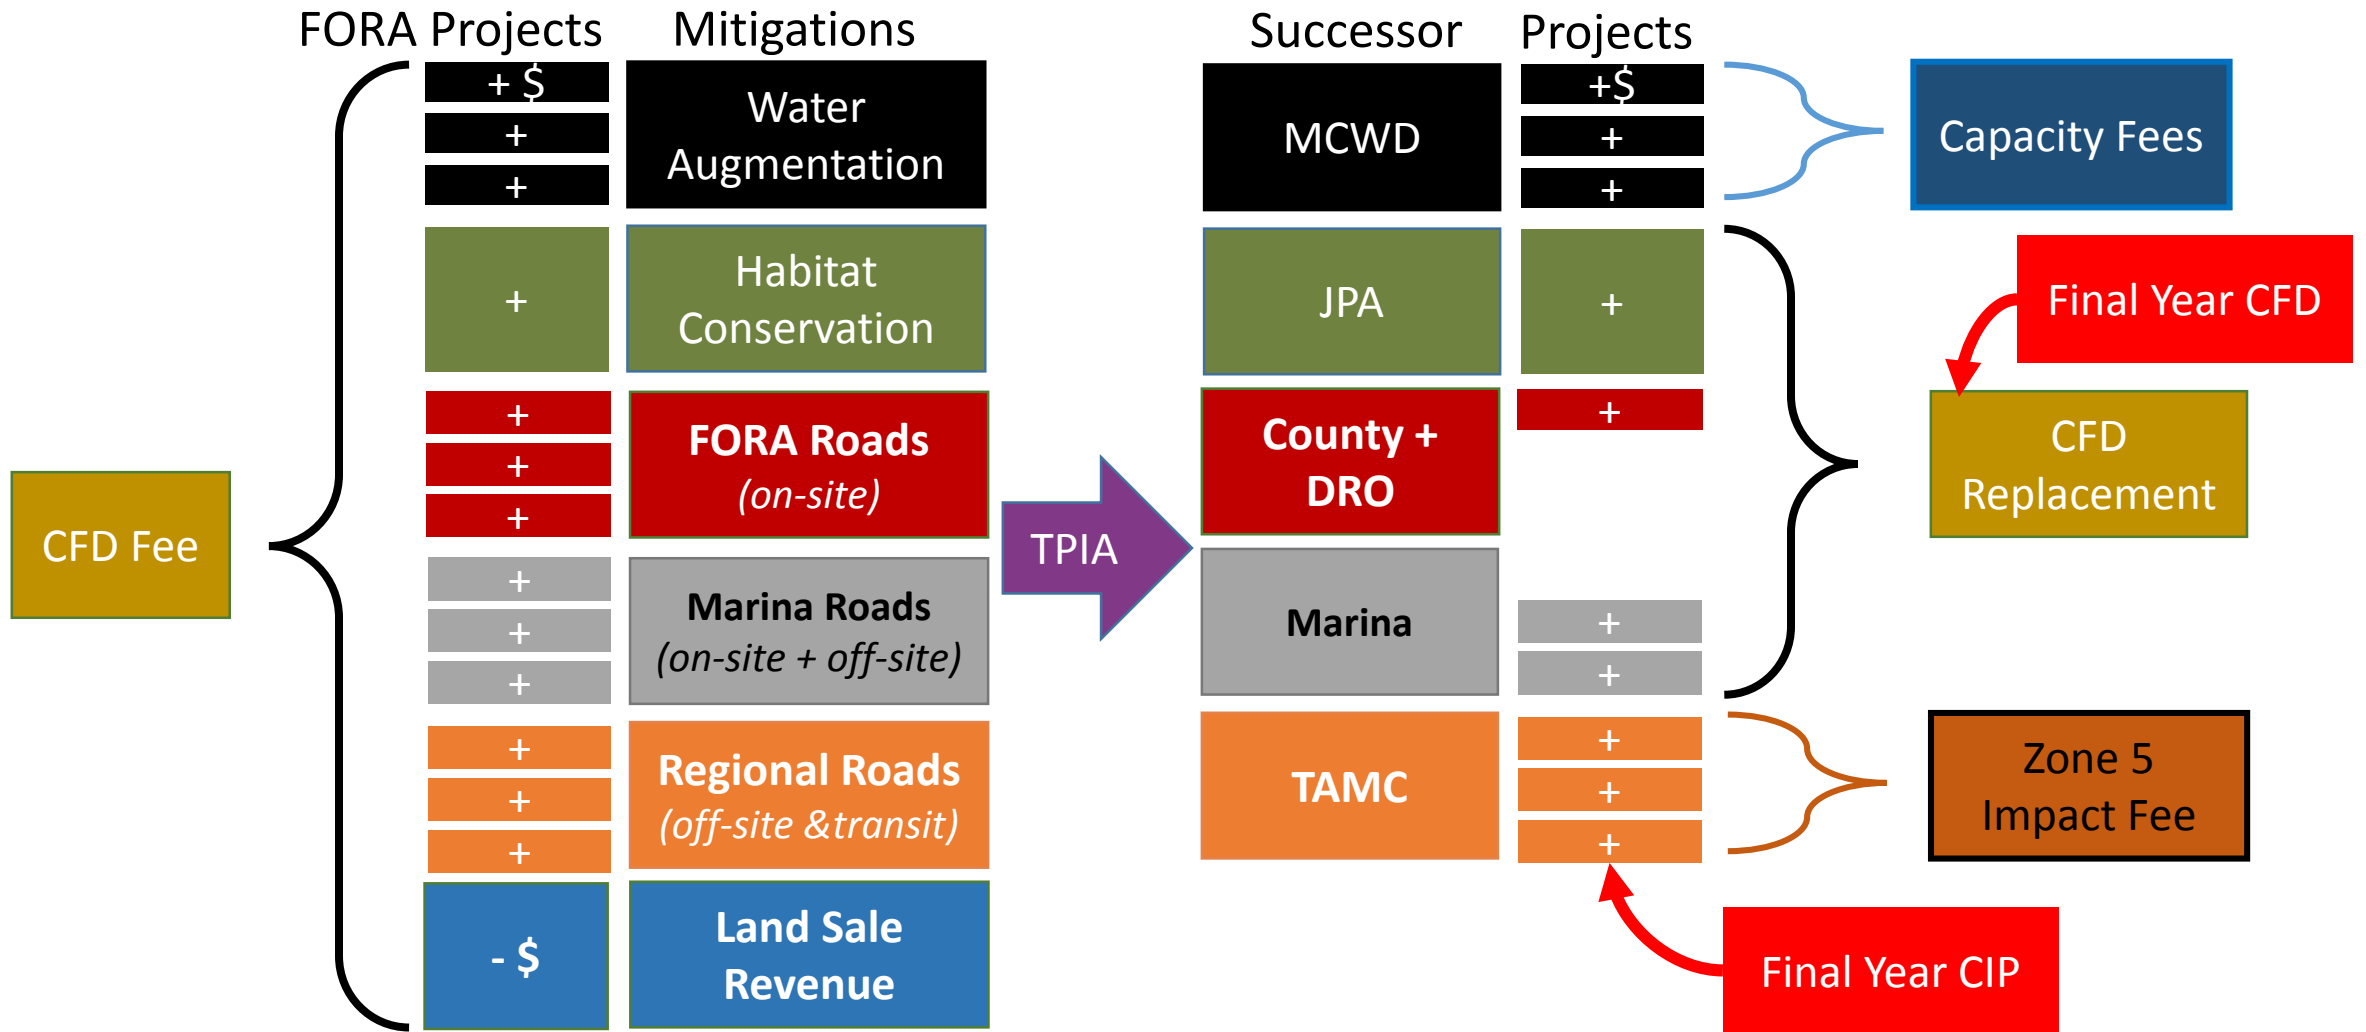 FORA Projects Mitigations
Successor Projects
CFD Fee
+ $
+
+
Water
Augmentation
+
Habitat
Conservation
+
+
+
FORA Roads
(on-site)
+
+
+
Marina Roads
(on-site + off-site)
+
+
+
Regional Roads
(off-site &transit)
- $
Land Sale
Revenue
TPIA
MCWD
+$
+
+
Capacity Fees
JPA
+
Final Year CFD
County +
DRO
+
CFD
Replacement
Marina
+
+
TAMC
+
+
+
Zone 5
Impact Fee
Final Year CIP